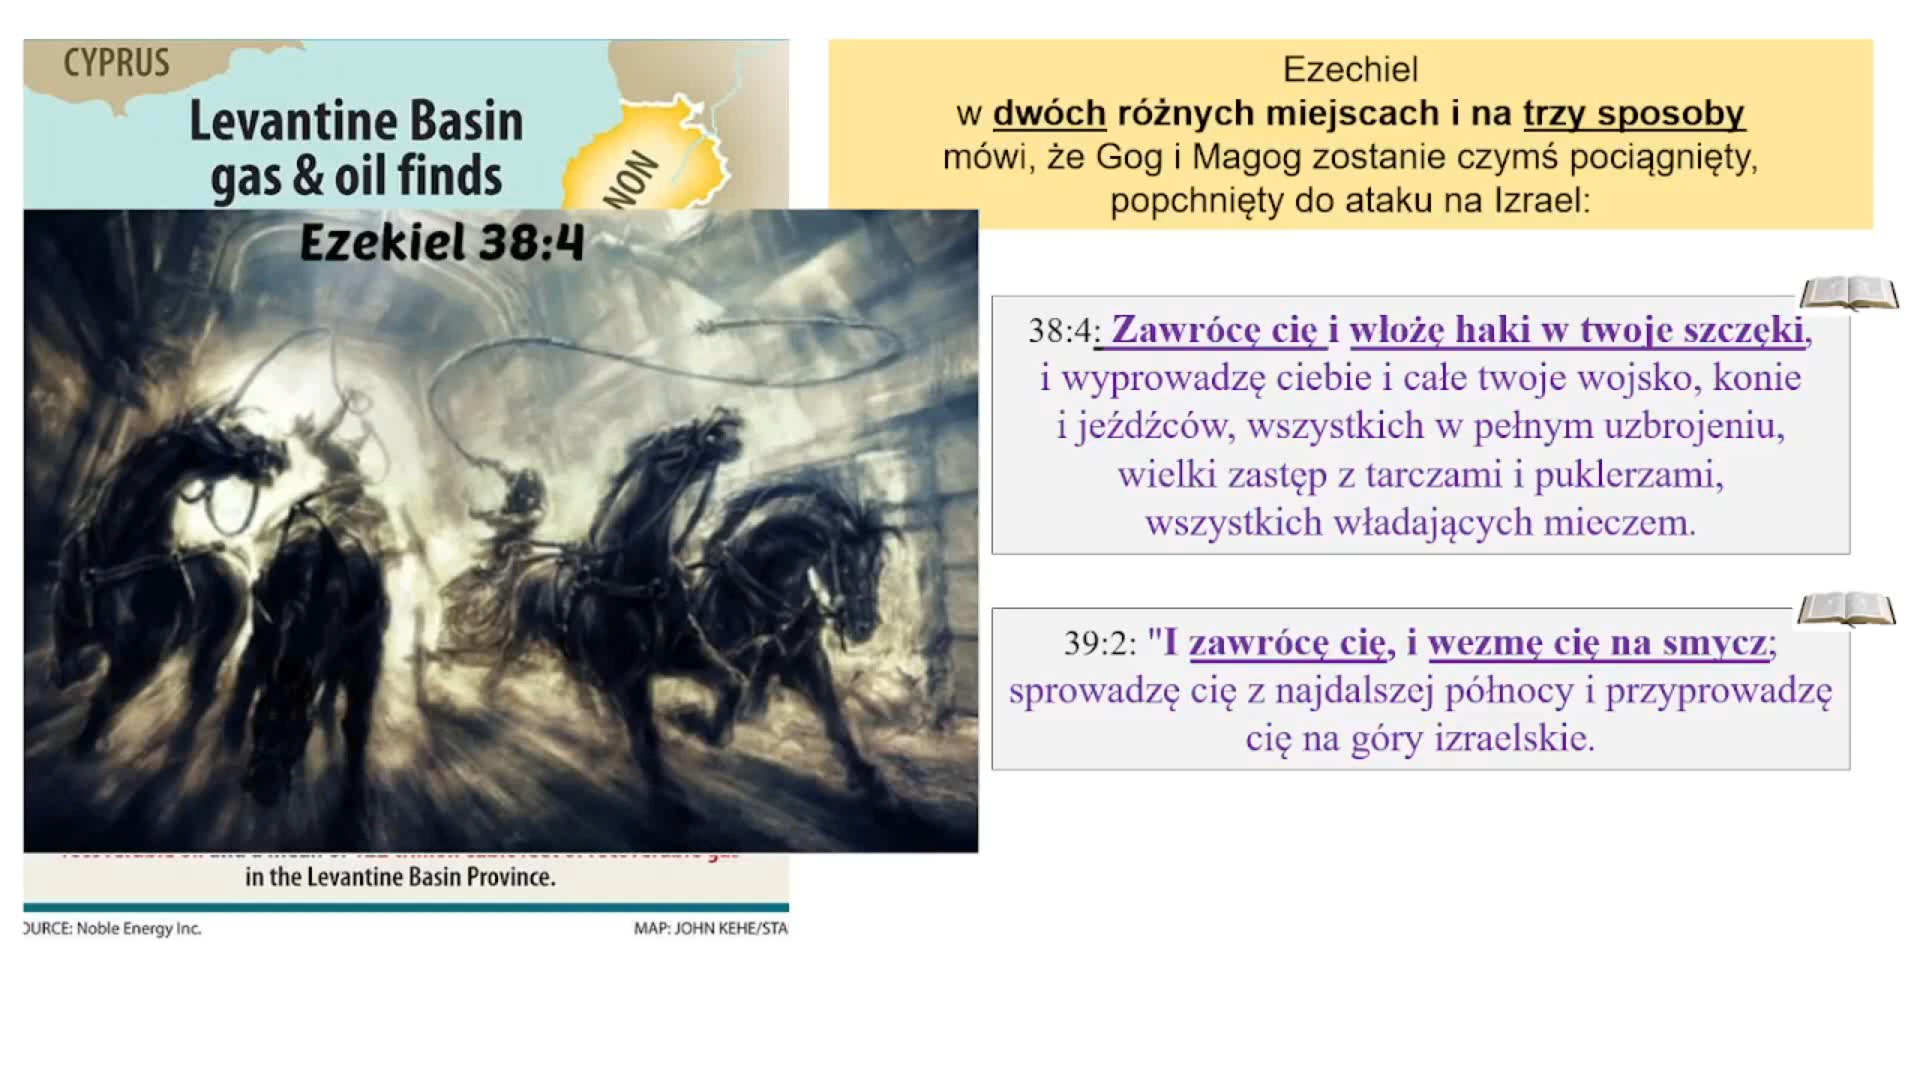 CYPRUS
Levantine Basin
gas & oil finds
NON
Ezekiel 38:4
in the Levantine Basin Province.
OURCE: Noble Energy Inc.
MAP: JOHN KEHE/STA
Ezechiel
w dwóch różnych miejscach i na trzy sposoby
mówi, że Gog i Magog zostanie czymś pociągnięty,
popchnięty do ataku na Izrael:
38:4: Zawrócę cię i włożę haki w twoje szczęki,
i wyprowadzę ciebie i całe twoje wojsko, konie
i jeźdźców, wszystkich w pełnym uzbrojeniu,
wielki zastęp z tarczami i puklerzami,
wszystkich władających mieczem.
39:2: "I zawrócę cię, i wezmę cię na smycz;
sprowadzę cię z najdalszej północy i przyprowadzę
cię na góry izraelskie.